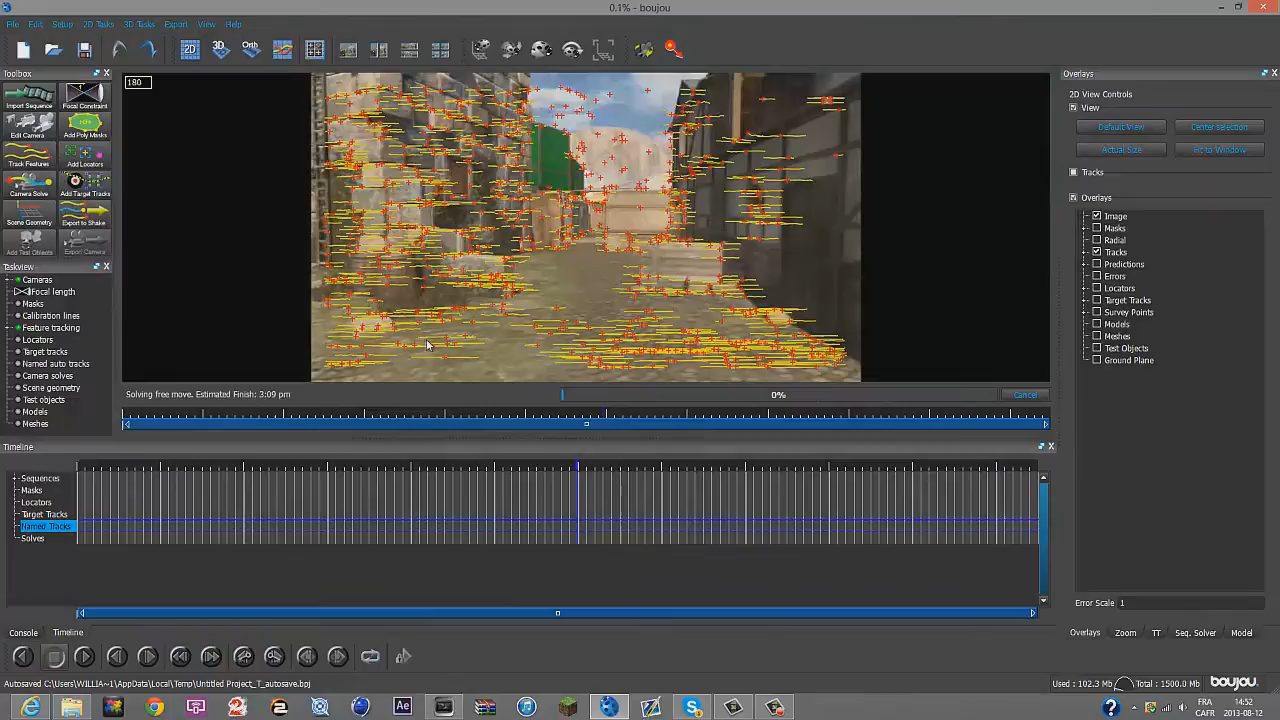 0.1% - boujou
File Edit Setup 2D Tasks 3D Tasks Export View Help
2D 3D Orth
Toolbox
Import Sequence Focal Constraint
Edit Camera Add Poly Masks
Track Features Add Locators
Camera Solve Add Target Tracks
Scene Geometry Export to Shake
Add Test Objects Export Camera
Taskview
Cameras
Focal length
Masks
Calibration lines
Feature tracking
Locators
Target tracks
Named auto tracks
Camera solves
Scene geometry
Test objects
Models
Meshes
180
Solving free move. Estimated Finish: 3:09 pm 0% Cancel
Timeline
Sequences
Masks
Locators
Target Tracks
Named Tracks
Solves
Console Timeline
Autosaved C:\Users\WILLIA~1\AppData\Local\Temp\Untitled Project_T_autosave.bpj
Overlays
2D View Controls
View
Default View Center selection
Actual Size Fit to Window
Tracks
Overlays
Image
Masks
Radial
Tracks
Predictions
Errors
Locators
Target Tracks
Survey Points
Models
Meshes
Test Objects
Ground Plane
Error Scale 1
Overlays Zoom TT Seq. Solver Model
Used : 102.3 Mb Total : 1500.0 Mb boujou
Ae
FRA 14:52
CAFR 2013-08-12